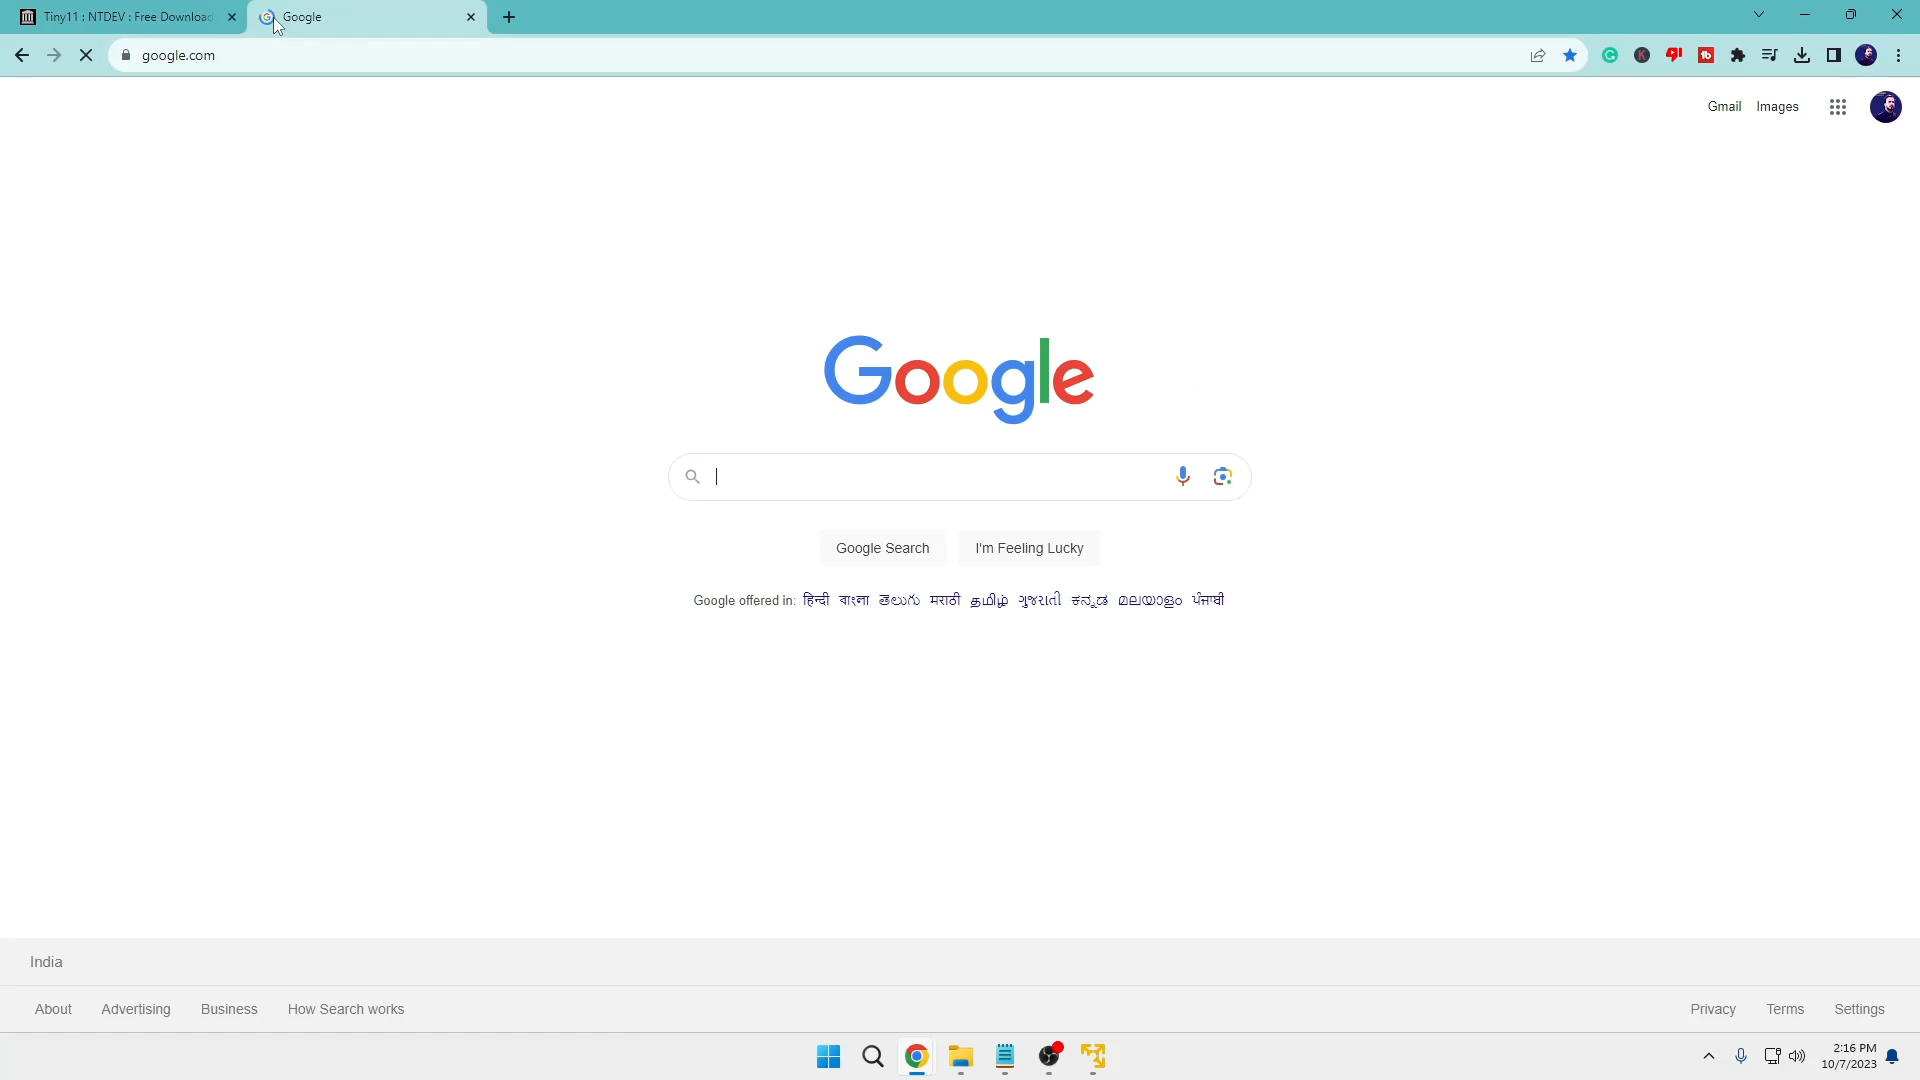 Tiny11 : NTDEV : Free Download
Google
google.com
Gmail Images
Google
Google Search I'm Feeling Lucky
Google offered in: हिन्दी বাংলা తెలుగు मराठी தமிழ் ગુજરાતી ಕನ್ನಡ മലയാളം ਪੰਜਾਬੀ
India
About Advertising Business How Search works Privacy Terms Settings
2:16 PM
10/7/2023